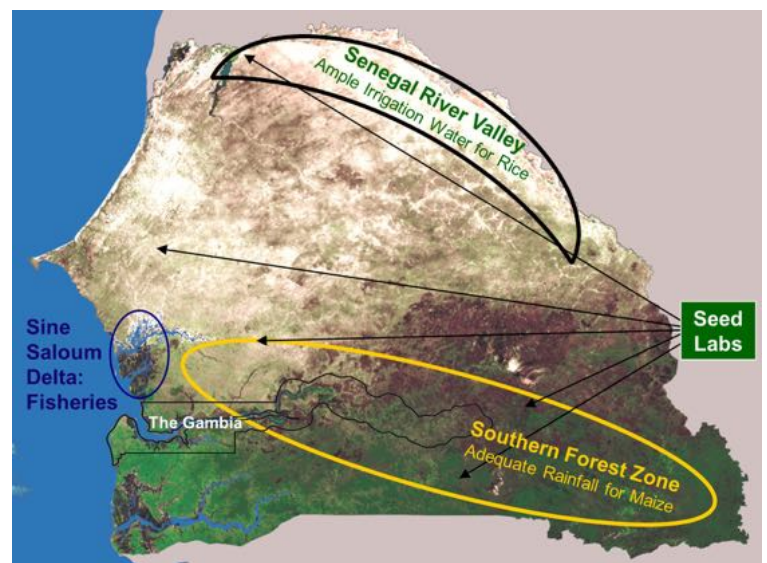 Senegal River Valley
Ample Irrigation Water for Rice
Seed
Labs
Sine
Saloum
Delta:
Fisheries
The Gambia
Southern Forest Zone
Adequate Rainfall for Maize